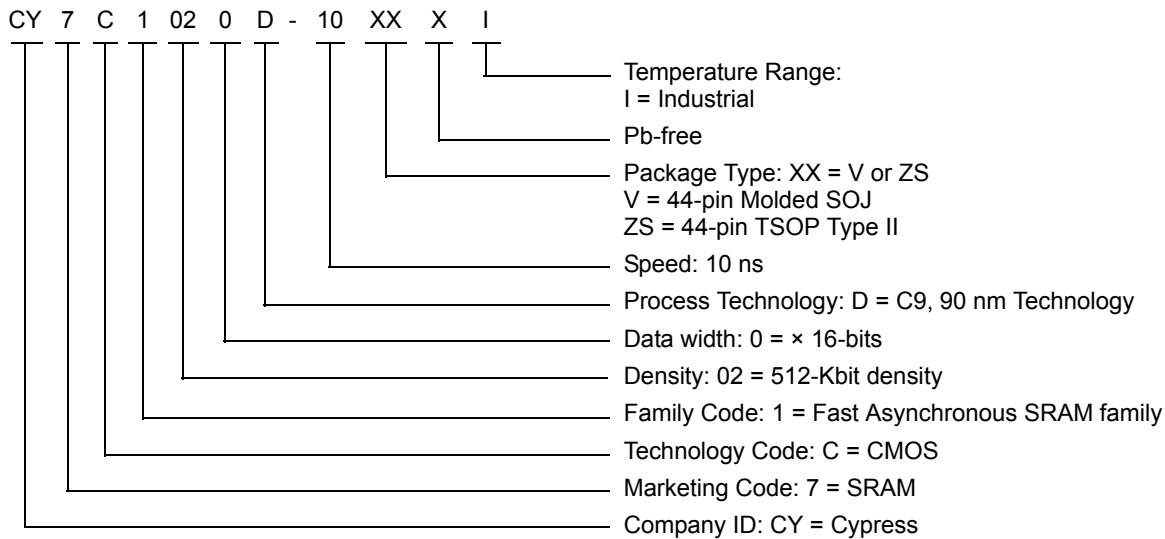 CY 7 C 1 02 0 D - 10 XX X I
Temperature Range:
I = Industrial
Pb-free
Package Type: XX = V or ZS
V = 44-pin Molded SOJ
ZS = 44-pin TSOP Type II
Speed: 10 ns
Process Technology: D = C9, 90 nm Technology
Data width: 0 = × 16-bits
Density: 02 = 512-Kbit density
Family Code: 1 = Fast Asynchronous SRAM family
Technology Code: C = CMOS
Marketing Code: 7 = SRAM
Company ID: CY = Cypress